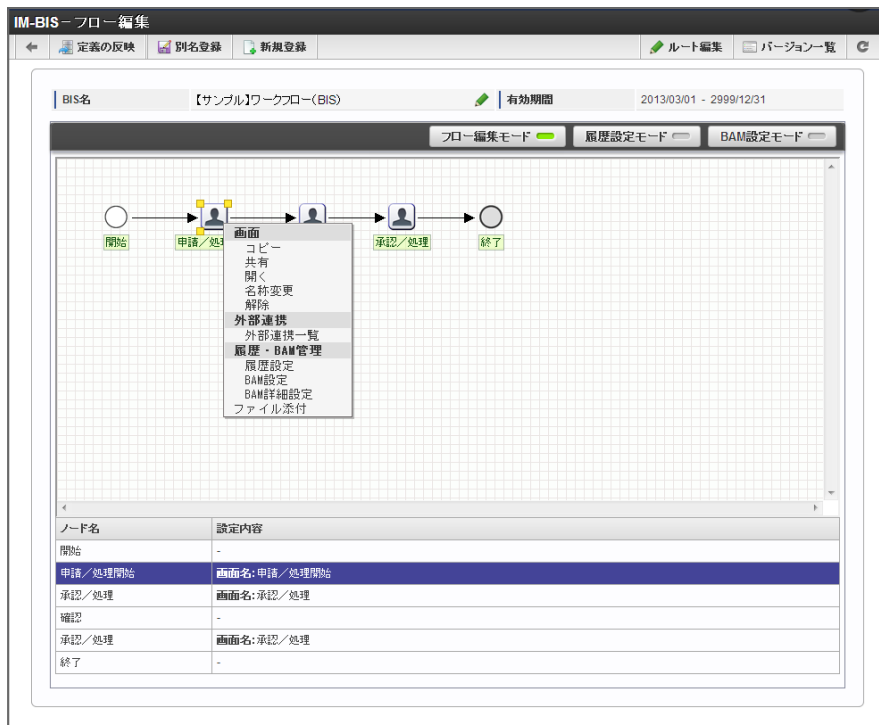 IM-BIS－フロー編集
定義の反映 別名登録 新規登録 ルート編集 バージョン一覧
BIS名 【サンプル】ワークフロー(BIS) 有効期間 2013/03/01 - 2999/12/31
フロー編集モード 履歴設定モード BAM設定モード
開始 申請／処理 承認／処理 終了
画面
コピー
共有
開く
名称変更
解除
外部連携
外部連携一覧
履歴・BAM管理
履歴設定
BAM設定
BAM詳細設定
ファイル添付
ノード名 設定内容
開始 -
申請／処理開始 画面名:申請／処理開始
承認／処理 画面名:承認／処理
確認 -
承認／処理 画面名:承認／処理
終了 -